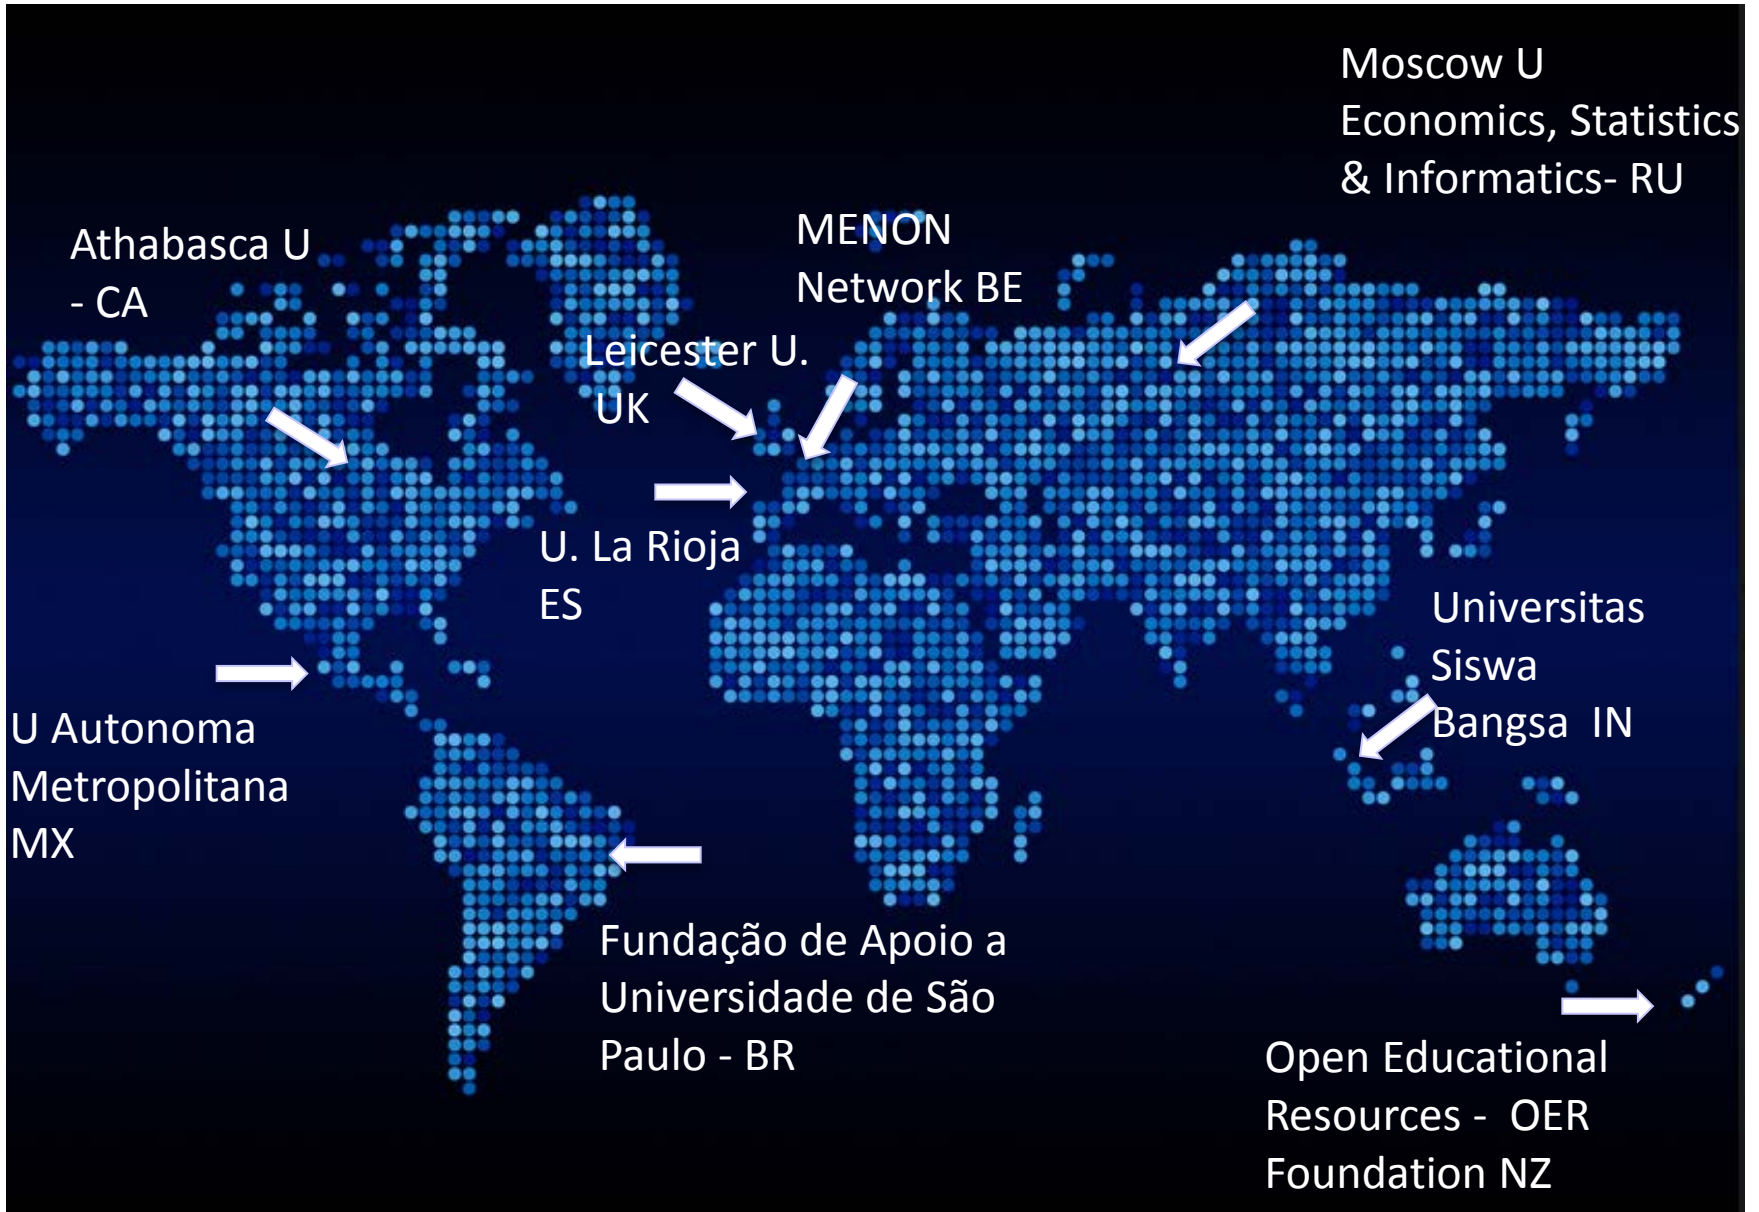 Moscow U
Economics, Statistics
& Informatics- RU
Athabasca U
- CA
MENON
Network BE
Leicester U.
UK
U. La Rioja
ES
Universitas
Siswa
Bangsa  IN
U Autonoma
Metropolitana
MX
Fundação de Apoio a
Universidade de São
Paulo - BR
Open Educational
Resources -  OER
Foundation NZ